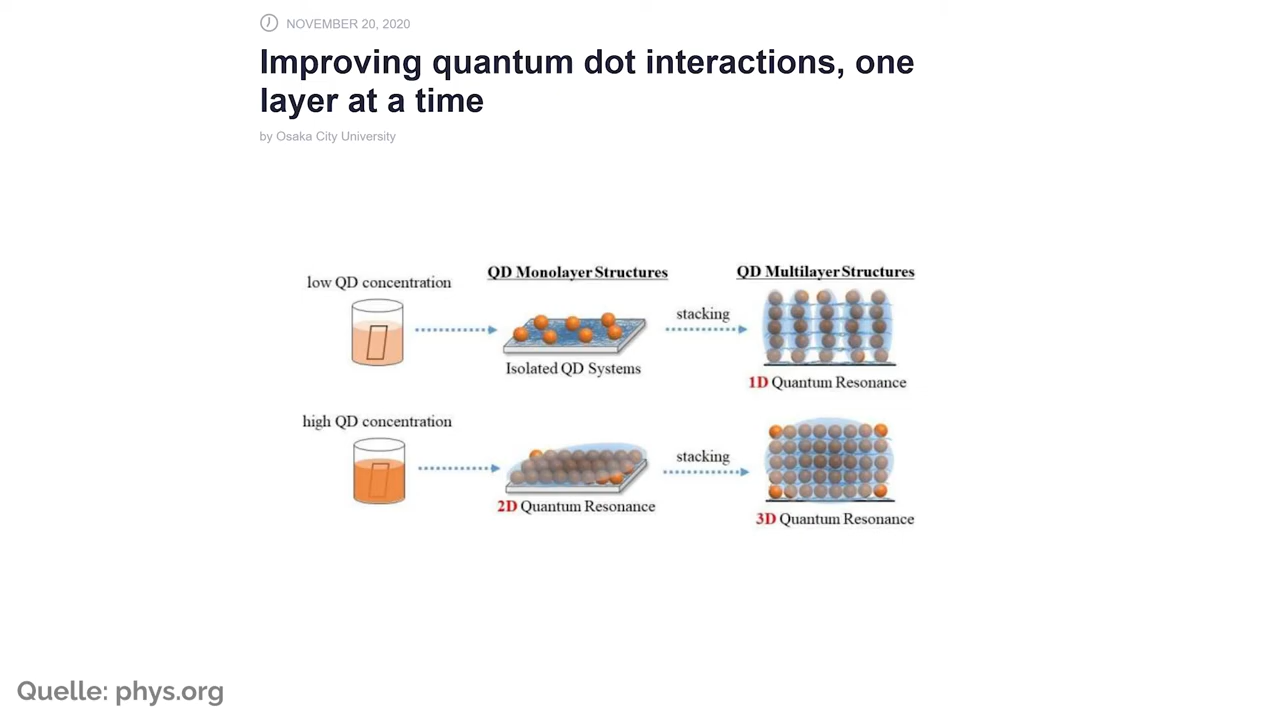 NOVEMBER 20, 2020
Improving quantum dot interactions, one
layer at a time
by Osaka City University
QD Monolayer Structures
QD Multilayer Structures
low QD concentration
stacking
Isolated QD Systems
1D Quantum Resonance
high QD concentration
stacking
2D Quantum Resonance
3D Quantum Resonance
Quelle: phys.org